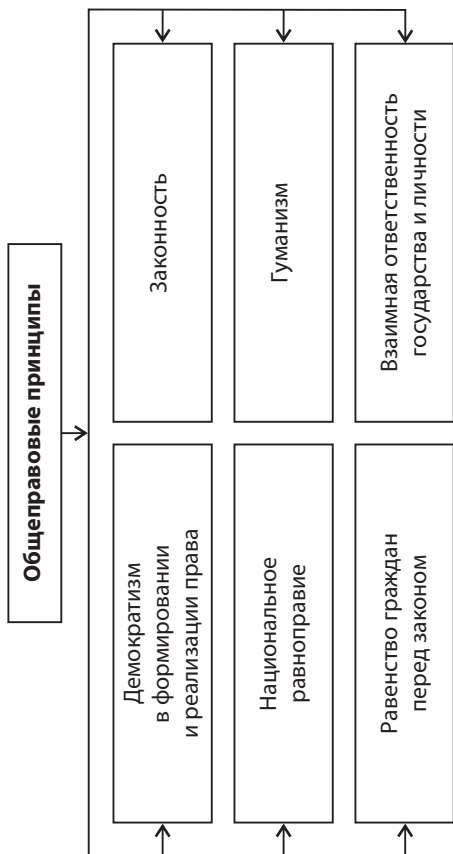 Общеправовые принципы
Демократизм
в формировании
и реализации права
Законность
Национальное
равноправие
Гуманизм
Равенство граждан
перед законом
Взаимная ответственность
государства и личности